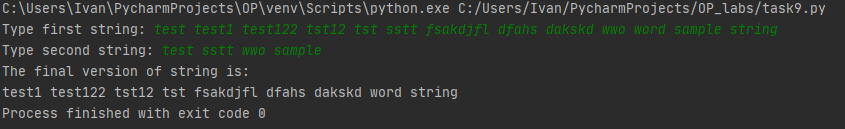 C:\Users\Ivan\PycharmProjects\OP\venv\Scripts\python.exe C:/Users/Ivan/PycharmProjects/OP_labs/task9.py
Type first string: test test1 test122 tst12 tst sstt fsakdjfl dfahs dakskd wwo word sample string
Type second string: test sstt wwo sample
The final version of string is:
test1 test122 tst12 tst fsakdjfl dfahs dakskd word string
Process finished with exit code 0